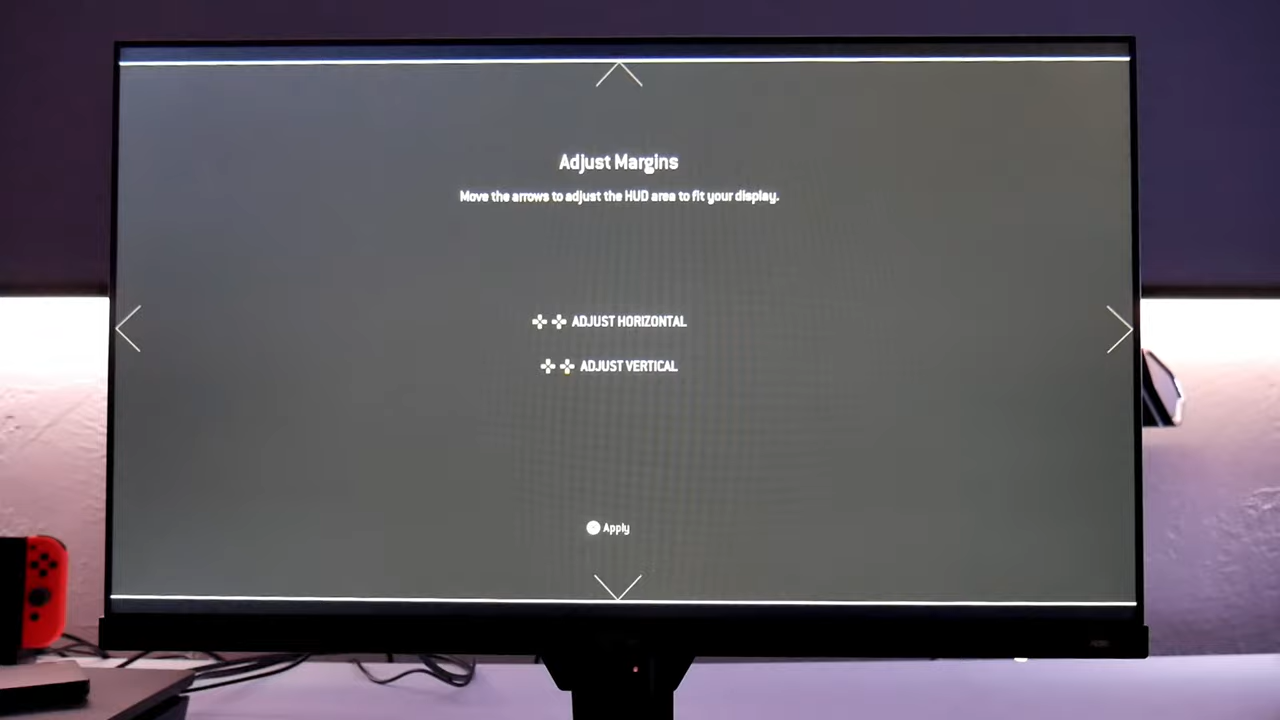 Adjust Margins
Move the arrows to adjust the HUD area to fit your display.
ADJUST HORIZONTAL
ADJUST VERTICAL
Apply